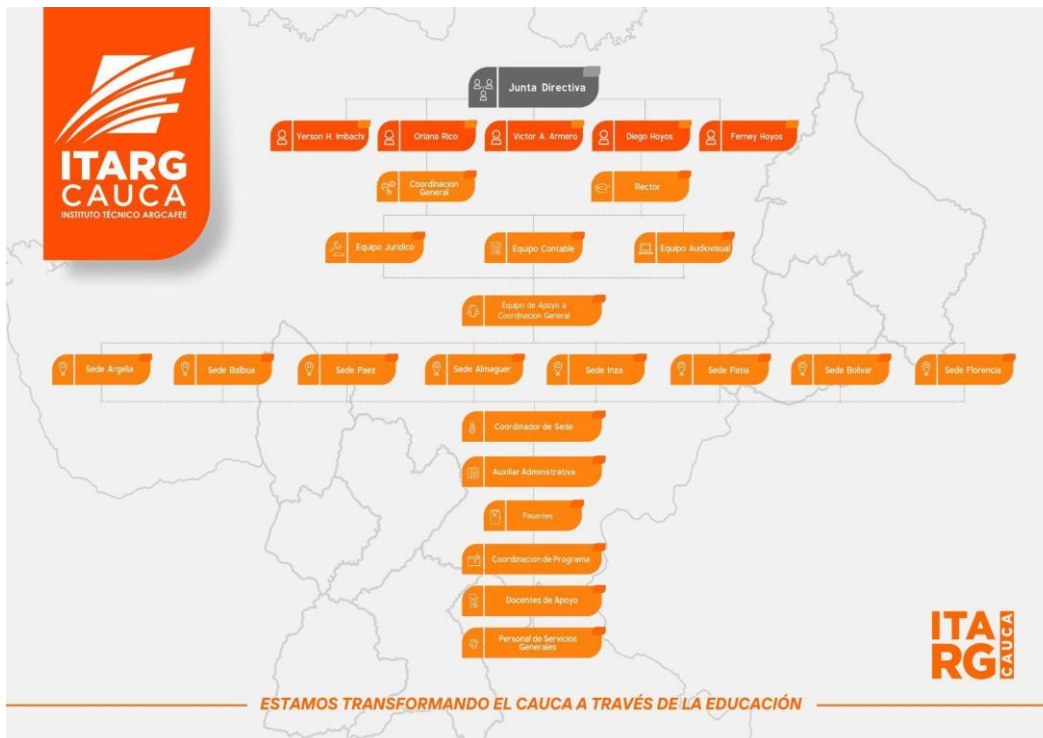 ITARG
CAUCA
INSTITUTO TÉCNICO ARGCAFEE
Junta Directiva
Yerson H. Imbachi
Oriana Rico
Victor A. Armero
Diego Hoyos
Ferney Hoyos
Coordinacion
General
Rector
Equipo Juridico
Equipo Contable
Equipo Audiovisual
Equipo de Apoyo a
Coordinacion General
Sede Argelia
Sede Balboa
Sede Paez
Sede Almaguer
Sede Inza
Sede Patia
Sede Bolivar
Sede Florencia
Coordinador de Sede
Auxiliar Administrativa
Pasantes
Coordinacion de Programa
Docentes de Apoyo
Personal de Servicios
Generales
ITA
RG
CAUCA
ESTAMOS TRANSFORMANDO EL CAUCA A TRAVÉS DE LA EDUCACIÓN